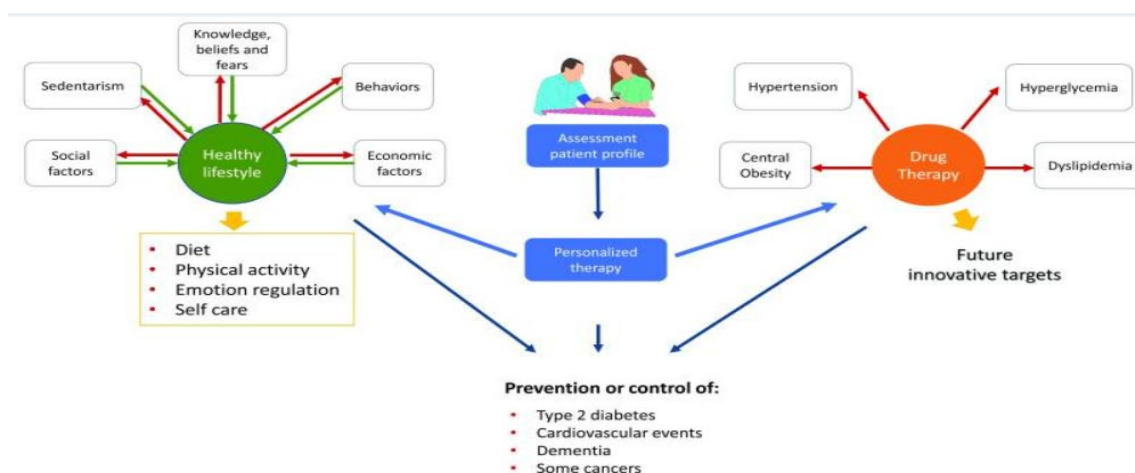 Knowledge,
beliefs and
fears
Sedentarism
Behaviors
Social
factors
Healthy
lifestyle
Economic
factors
Diet
Physical activity
Emotion regulation
Self care
Assessment
patient profile
Personalized
therapy
Hypertension
Hyperglycemia
Central
Obesity
Drug
Therapy
Dyslipidemia
Future
innovative targets
Prevention or control of:
Type 2 diabetes
Cardiovascular events
Dementia
Some cancers